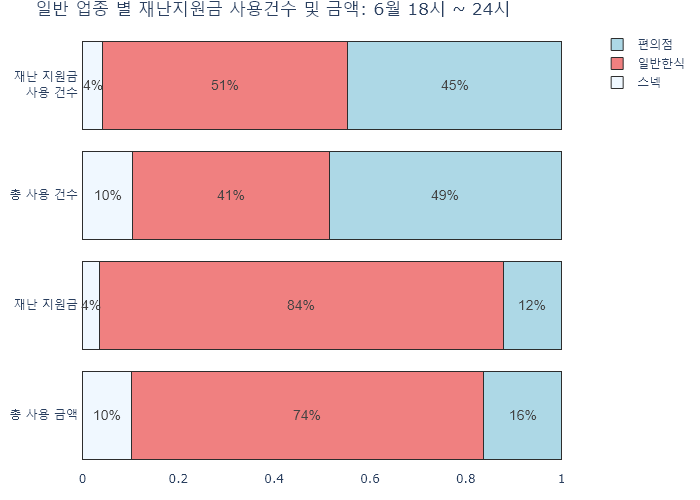 일반 업종 별 재난지원금 사용건수 및 금액: 6월 18시 ~ 24시
편의점
일반한식
스넥
재난 지원금
사용 건수
4%
51%
45%
총 사용 건수
10%
41%
49%
재난 지원금
4%
84%
12%
총 사용 금액
10%
74%
16%
0
0.2
0.4
0.6
0.8
1